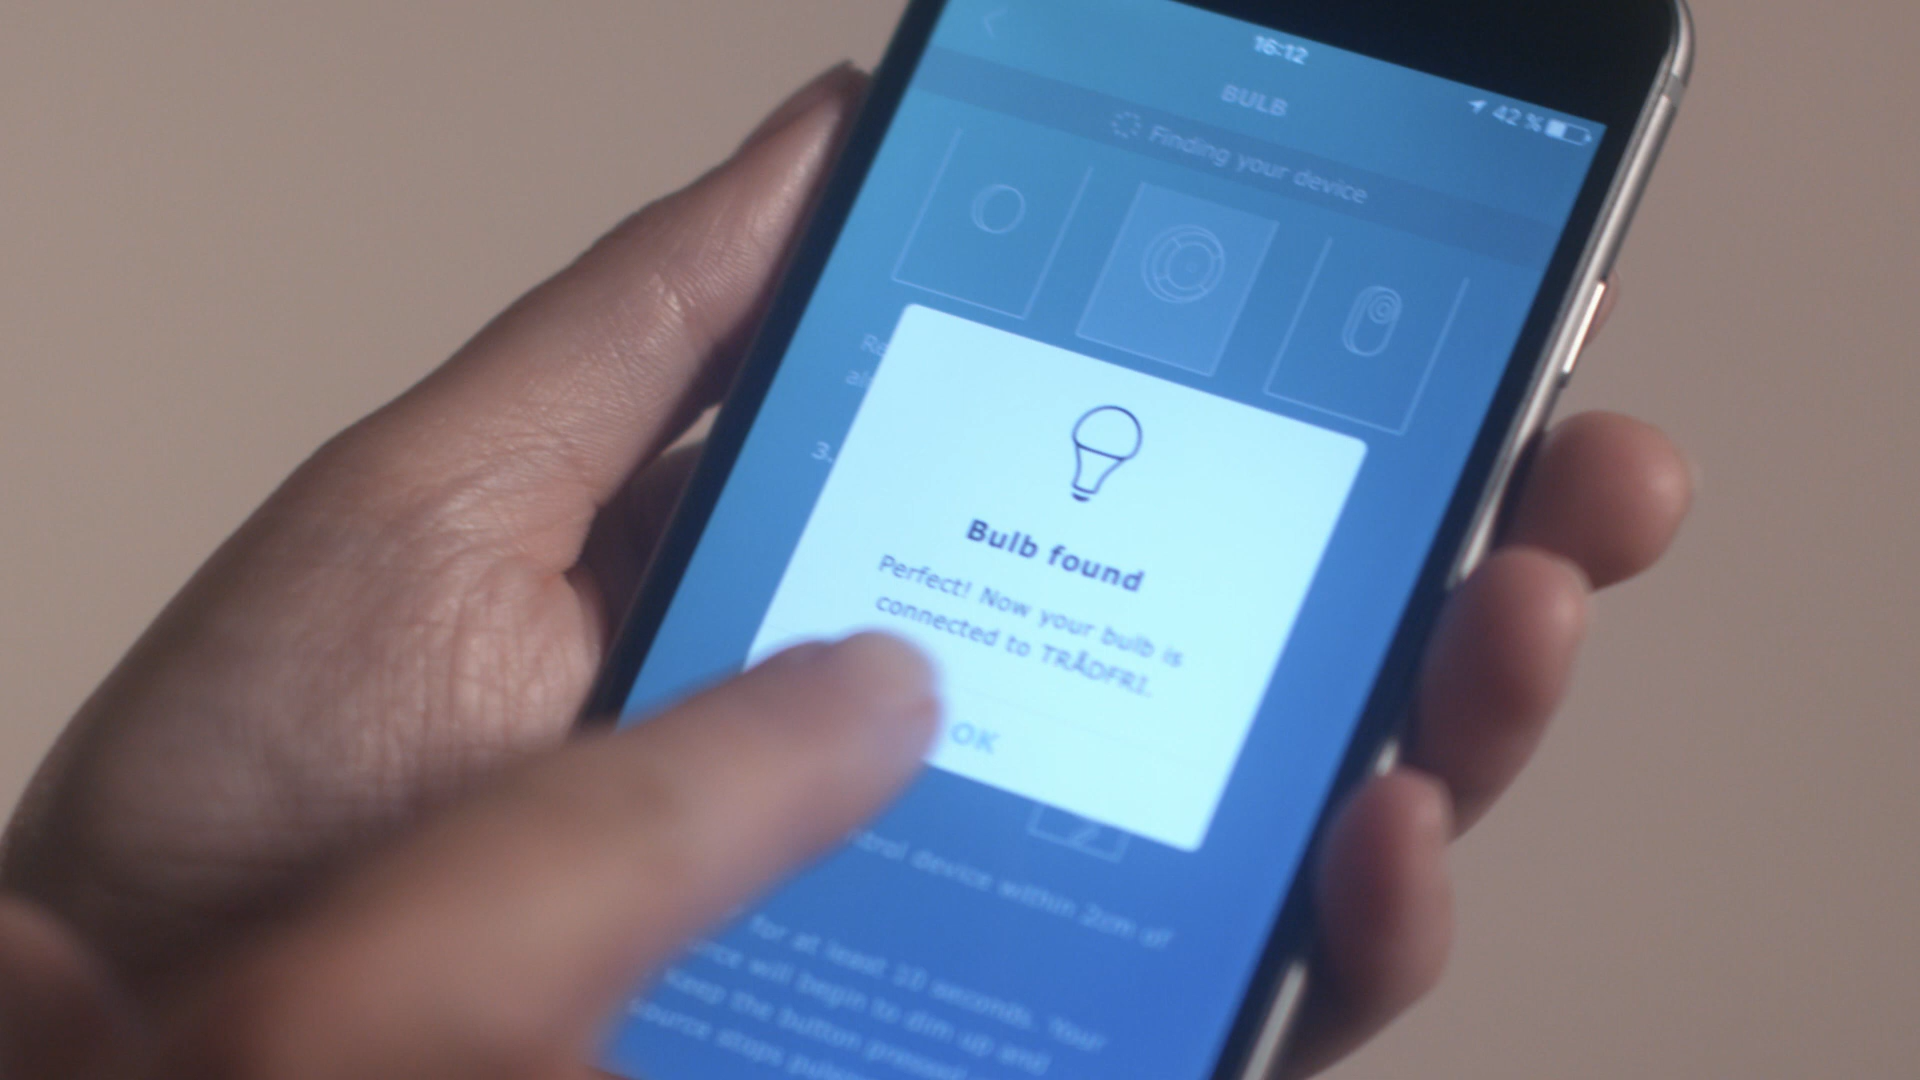 16:12
42 %
BULB
Finding your device
3.
Bulb found
Perfect! Now your bulb is
connected to TRÅDFRI.
OK
device within 2cm of
for at least 10 seconds. Your
will begin to dim up and
Keep the button pressed
stops